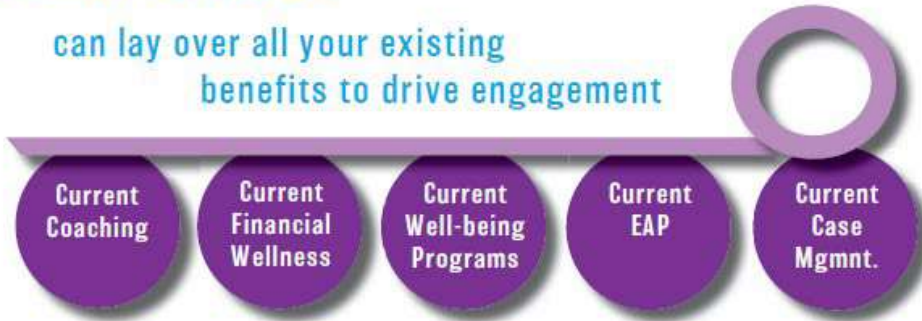 can lay over all your existing
benefits to drive engagement
Current
Coaching
Current
Financial
Wellness
Current
Well-being
Programs
Current
EAP
Current
Case
Mgmnt.